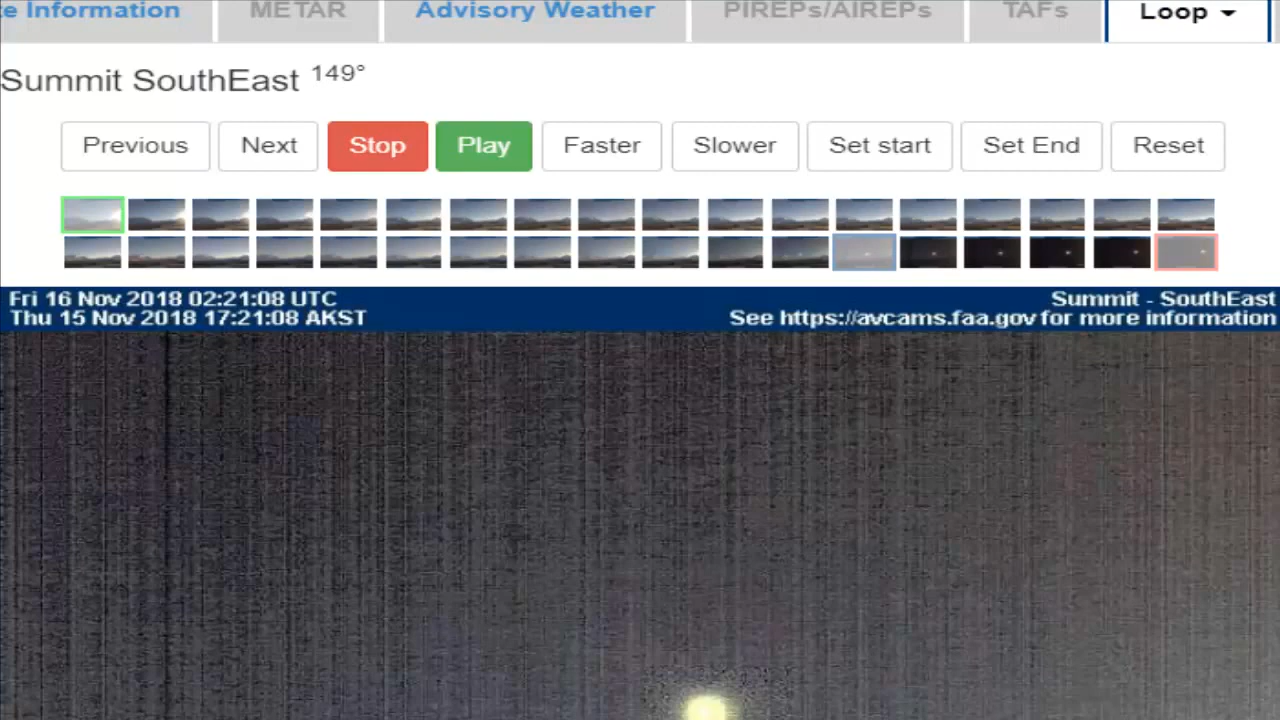 e Information METAR Advisory Weather PIREPs/AIREPs TAFs Loop
Summit SouthEast 149°
Previous Next Stop Play Faster Slower Set start Set End Reset
Fri 16 Nov 2018 02:21:08 UTC Summit - SouthEast
Thu 15 Nov 2018 17:21:08 AKST See https://avcams.faa.gov for more information